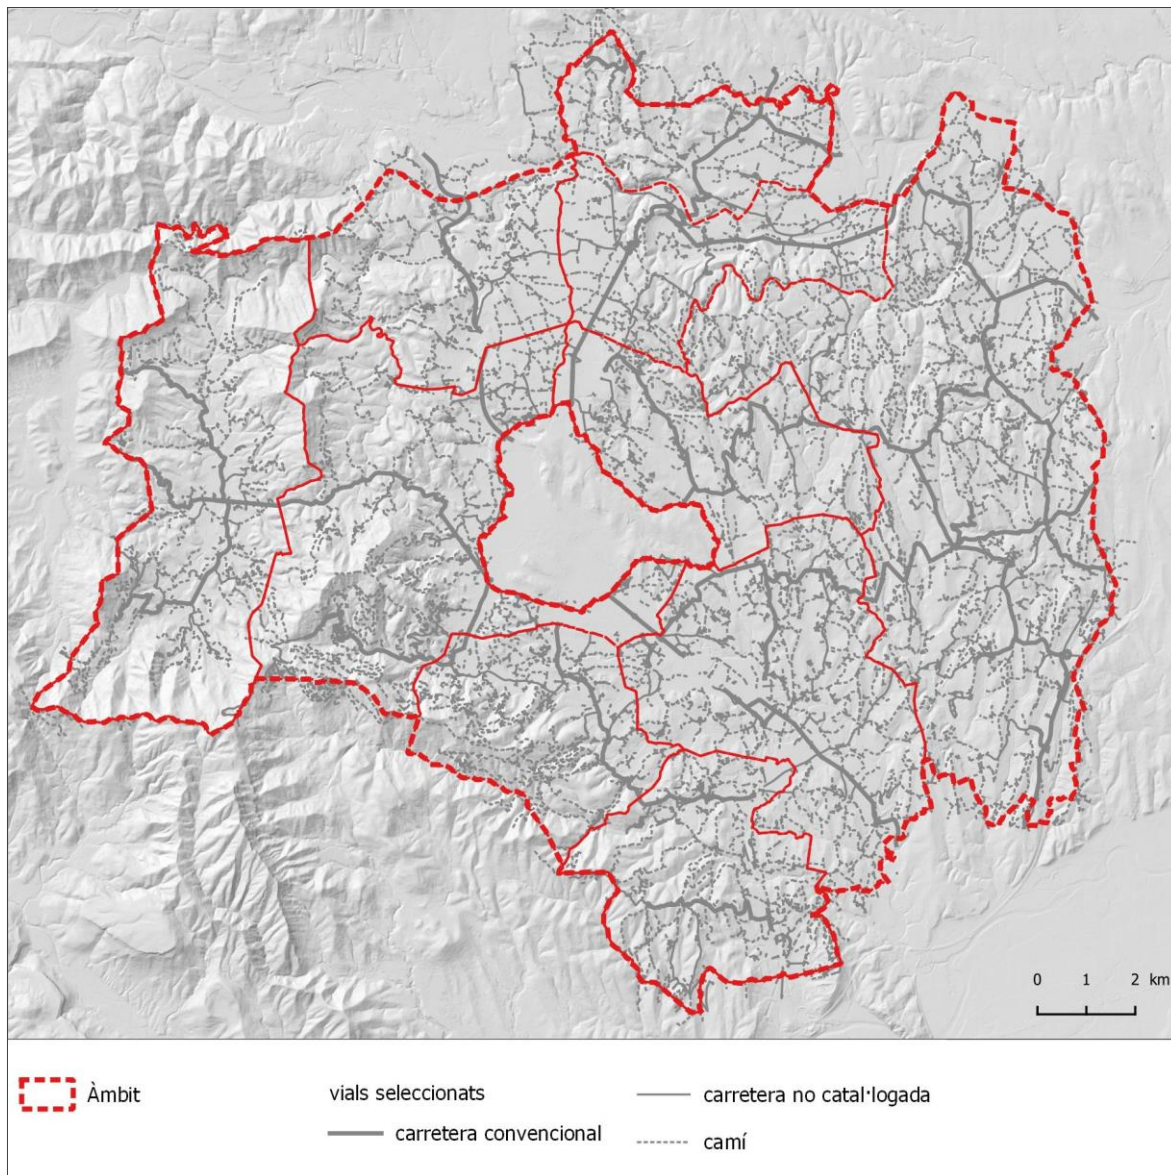 0 1 2 km
Àmbit
vials seleccionats
carretera convencional
carretera no catal·logada
camí